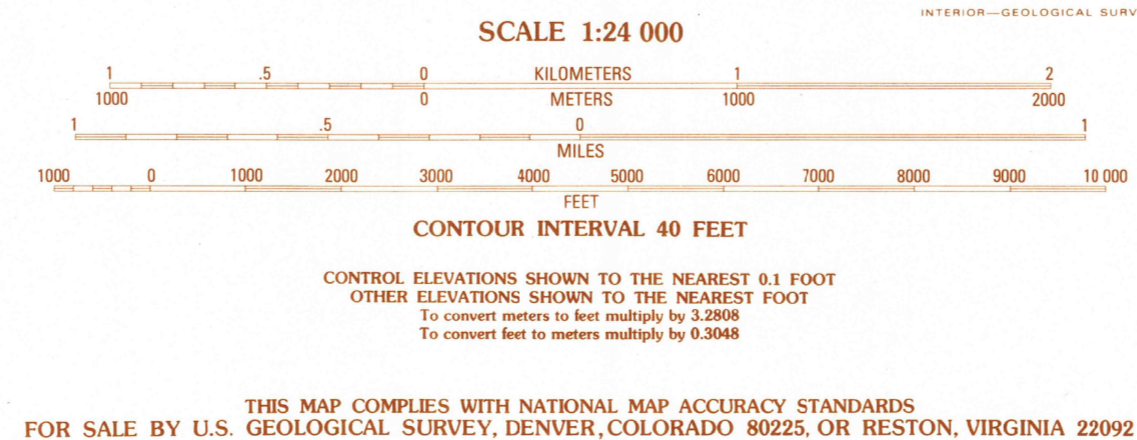 INTERIOR—GEOLOGICAL SURV
SCALE 1:24 000
1 .5 0 KILOMETERS 1 2
1000 0 METERS 1000 2000
1 .5 0 1
MILES
1000 0 1000 2000 3000 4000 5000 6000 7000 8000 9000 10 000
FEET
CONTOUR INTERVAL 40 FEET
CONTROL ELEVATIONS SHOWN TO THE NEAREST 0.1 FOOT
OTHER ELEVATIONS SHOWN TO THE NEAREST FOOT
To convert meters to feet multiply by 3.2808
To convert feet to meters multiply by 0.3048
THIS MAP COMPLIES WITH NATIONAL MAP ACCURACY STANDARDS
FOR SALE BY U.S. GEOLOGICAL SURVEY, DENVER, COLORADO 80225, OR RESTON, VIRGINIA 22092